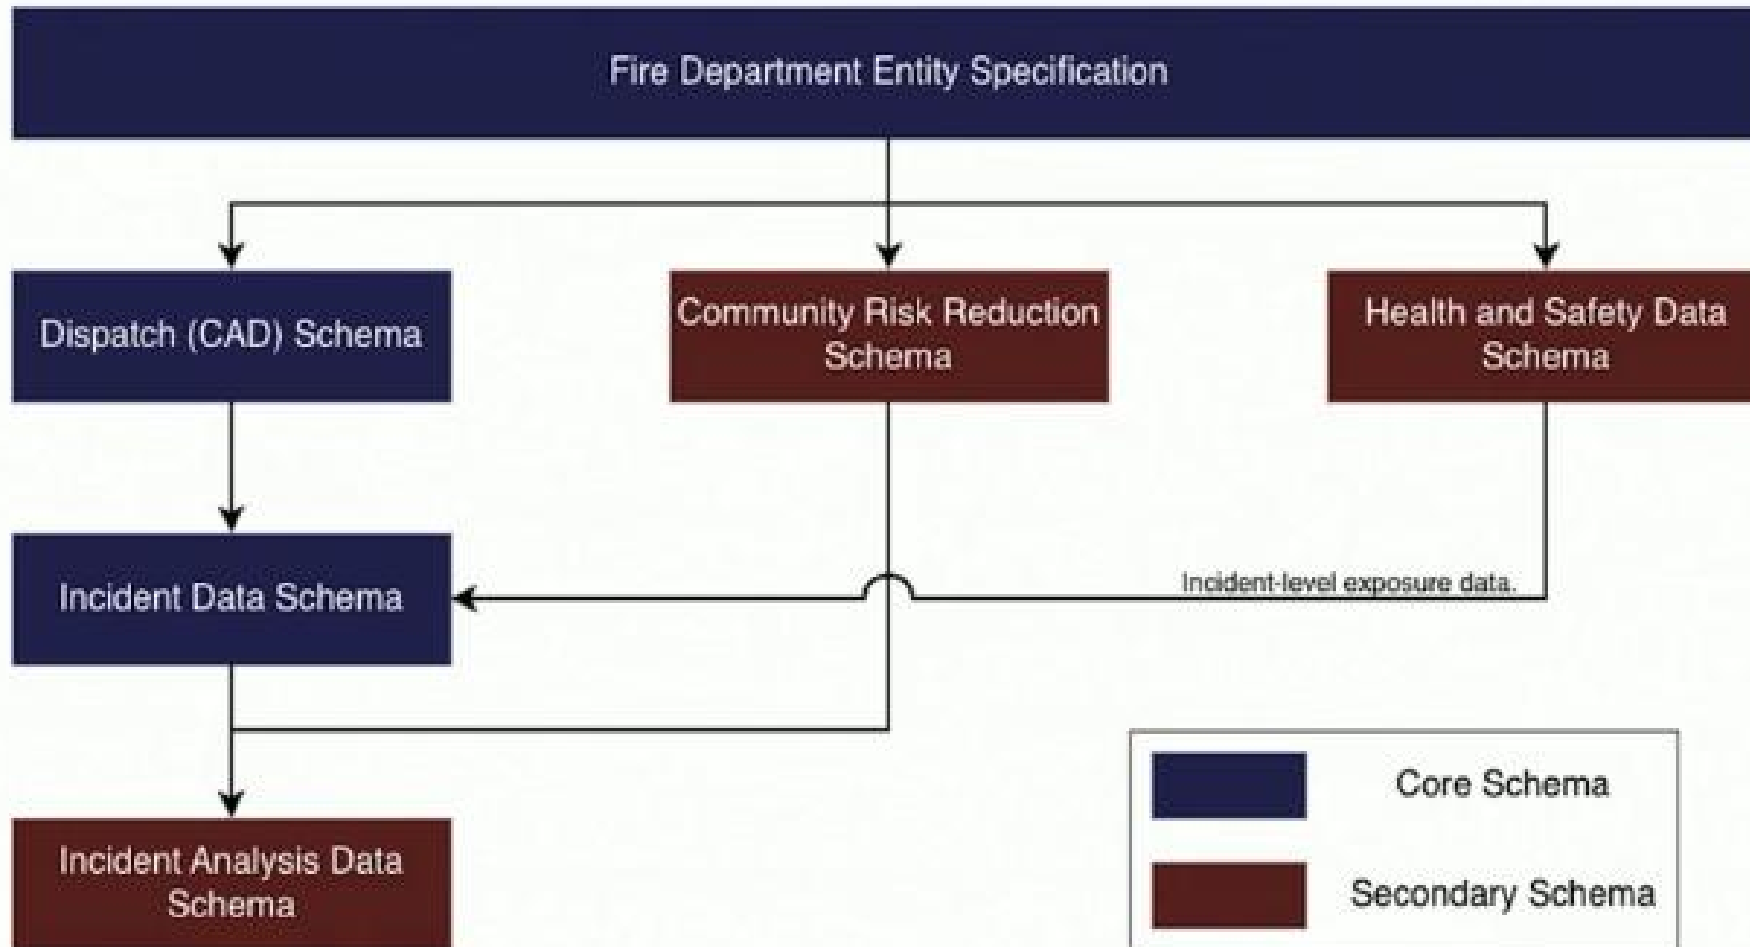 Fire Department Entity Specification
Dispatch (CAD) Schema
Community Risk Reduction
Schema
Health and Safety Data
Schema
Incident Data Schema
Incident-level exposure data.
Incident Analysis Data
Schema
Core Schema
Secondary Schema